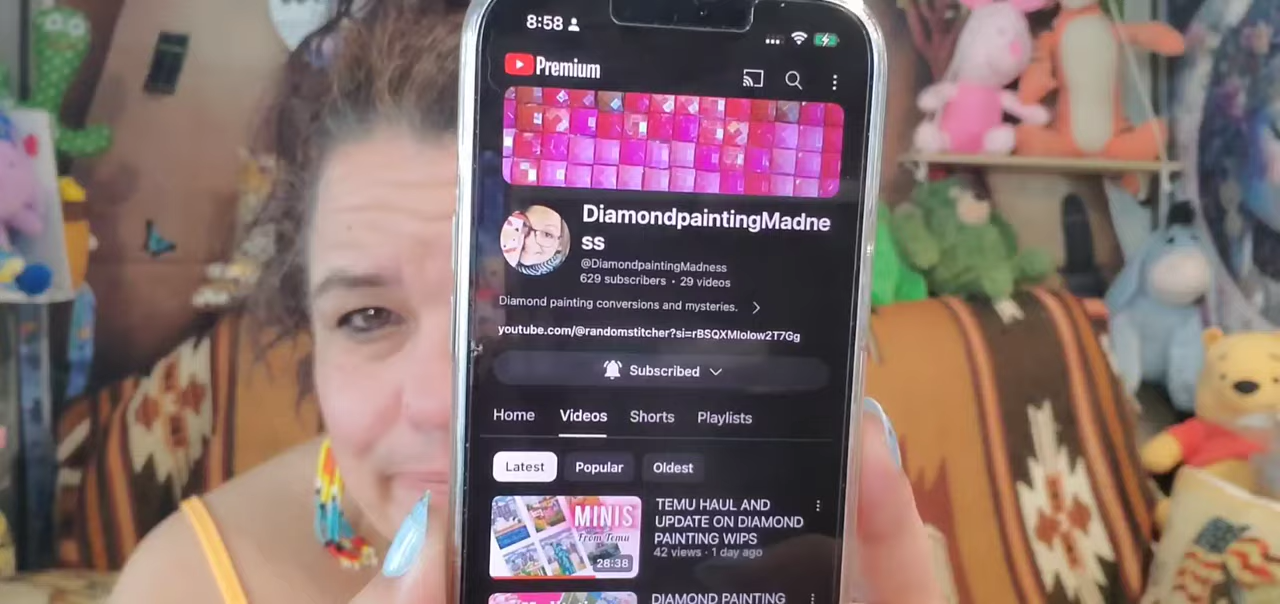 8:58
Premium
DiamondpaintingMadne
ss
@DiamondpaintingMadness
629 subscribers · 29 videos
Diamond painting conversions and mysteries.
youtube.com/@randomstitcher?si=rBSQXMIolow2T7Gg
Subscribed
Home Videos Shorts Playlists
Latest Popular Oldest
MINIS
From Temu
28:38
TEMU HAUL AND
UPDATE ON DIAMOND
PAINTING WIPS
42 views · 1 day ago
DIAMOND PAINTING